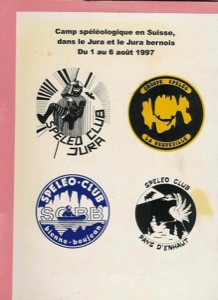 Camp spéléologique en Suisse,
dans le Jura et le Jura bernois
Du 1 au 6 août 1997
SPELEO CLUB
JURA
GROUPE SPELEO
LA NEUVEVILLE
SPELEO-CLUB
SCBB
bienne-boujean
SPELEO CLUB
PAYS D'ENHAUT